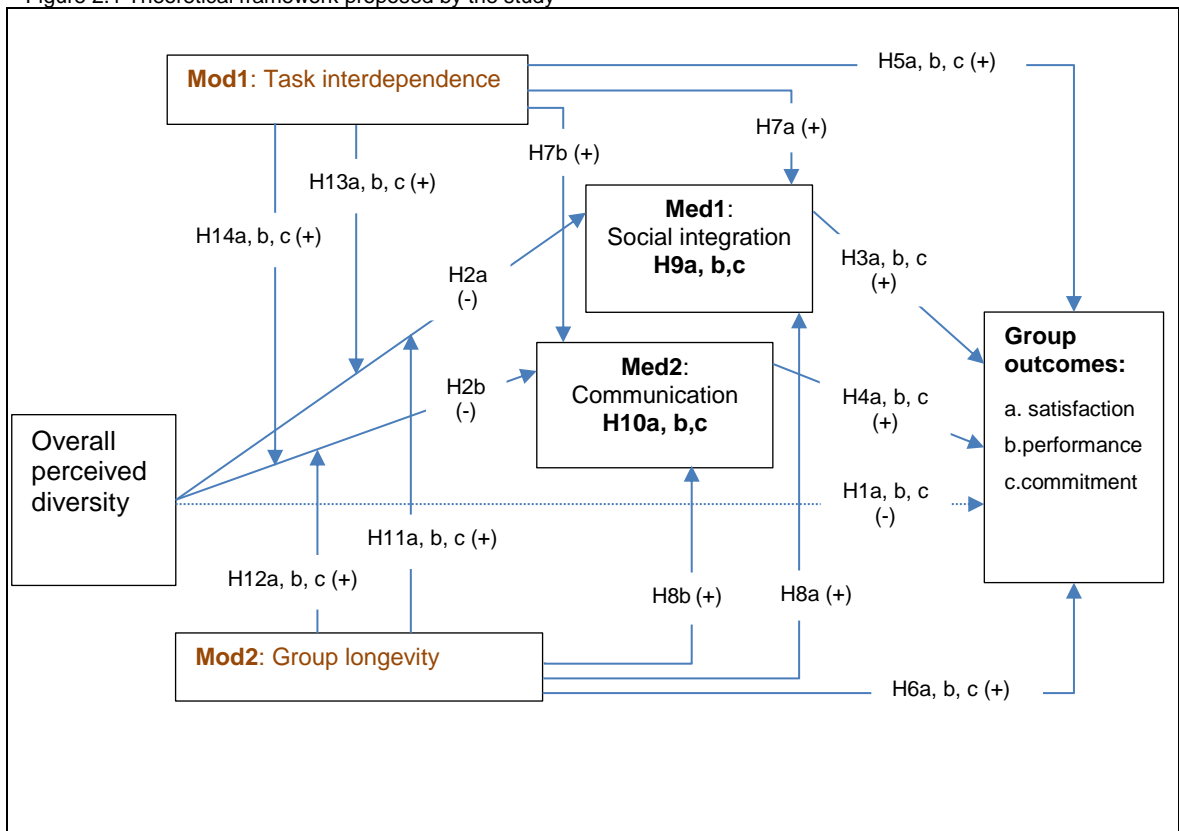 Figure 2.1 Theoretical framework proposed by the study
Mod1: Task interdependence
H5a, b, c (+)
H7a (+)
H7b (+)
H13a, b, c (+)
H14a, b, c (+)
Med1:
Social integration
H9a, b,c
H3a, b, c
(+)
H2a
(-)
Group
outcomes:
a. satisfaction
b.performance
c.commitment
Med2:
Communication
H10a, b,c
H2b
(-)
H4a, b, c
(+)
Overall
perceived
diversity
H1a, b, c
(-)
H11a, b, c (+)
H12a, b, c (+)
H8b (+)
H8a (+)
Mod2: Group longevity
H6a, b, c (+)